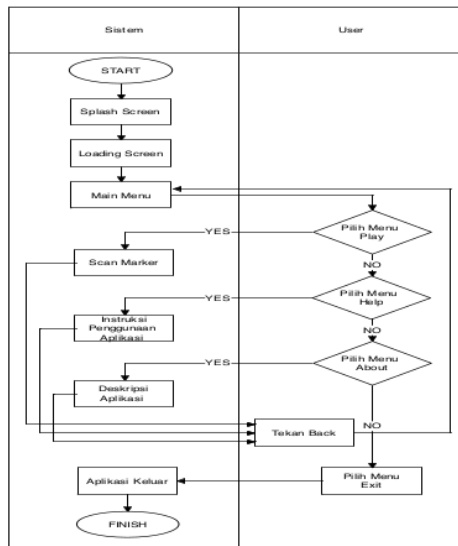 Sistem
User
START
Splash Screen
Loading Screen
Main Menu
Pilih Menu
Play
YES
Scan Marker
NO
Pilih Menu
Help
YES
Instruksi
Penggunaan
Aplikasi
NO
Pilih Menu
About
YES
Deskripsi
Aplikasi
NO
Tekan Back
Aplikasi Keluar
Pilih Menu
Exit
FINISH